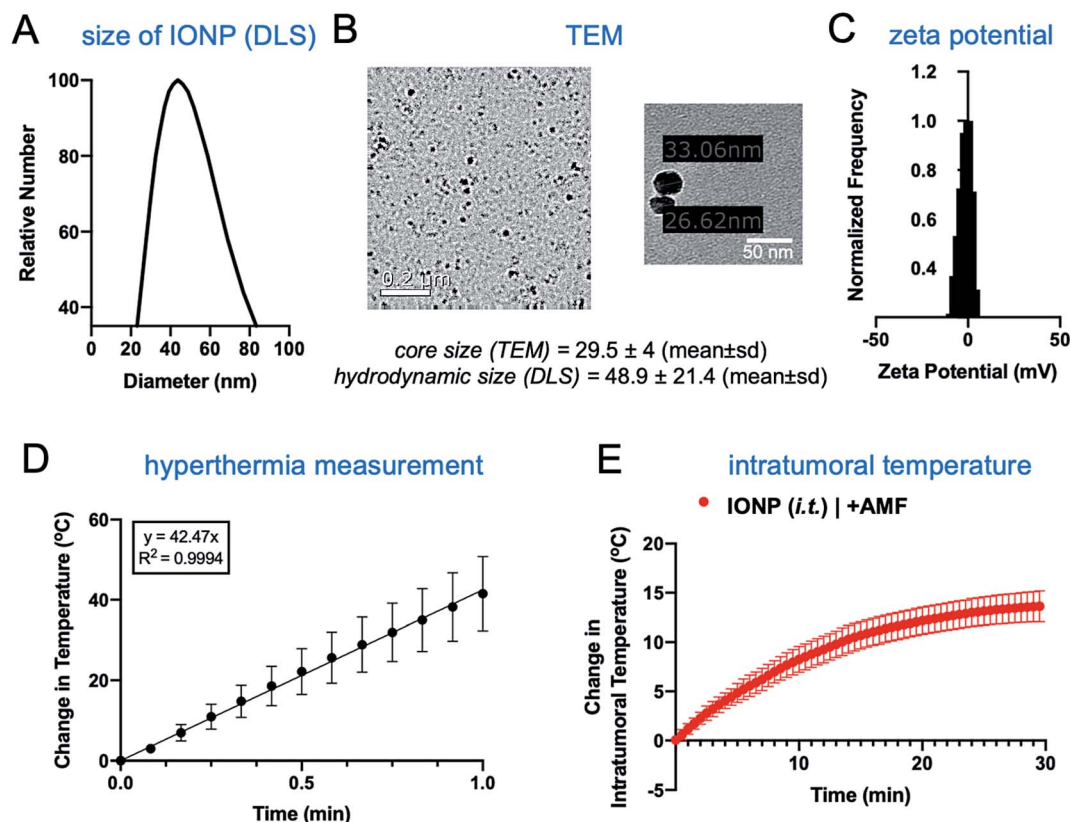 A size of IONP (DLS)
Relative Number
100
80
60
40
0 20 40 60 80 100
Diameter (nm)
B TEM
0.2 µm
33.06nm
26.62nm
50 nm
core size (TEM) = 29.5 ± 4 (mean±sd)
hydrodynamic size (DLS) = 48.9 ± 21.4 (mean±sd)
C zeta potential
Normalized Frequency
1.2
1.0
0.8
0.6
0.4
-50 0 50
Zeta Potential (mV)
D hyperthermia measurement
Change in Temperature (ºC)
60
40
20
0
y = 42.47x
R² = 0.9994
0.0 0.5 1.0
Time (min)
E intratumoral temperature
IONP (i.t.) | +AMF
Change in
Intratumoral Temperature (ºC)
20
15
10
5
0
-5
10 20 30
Time (min)